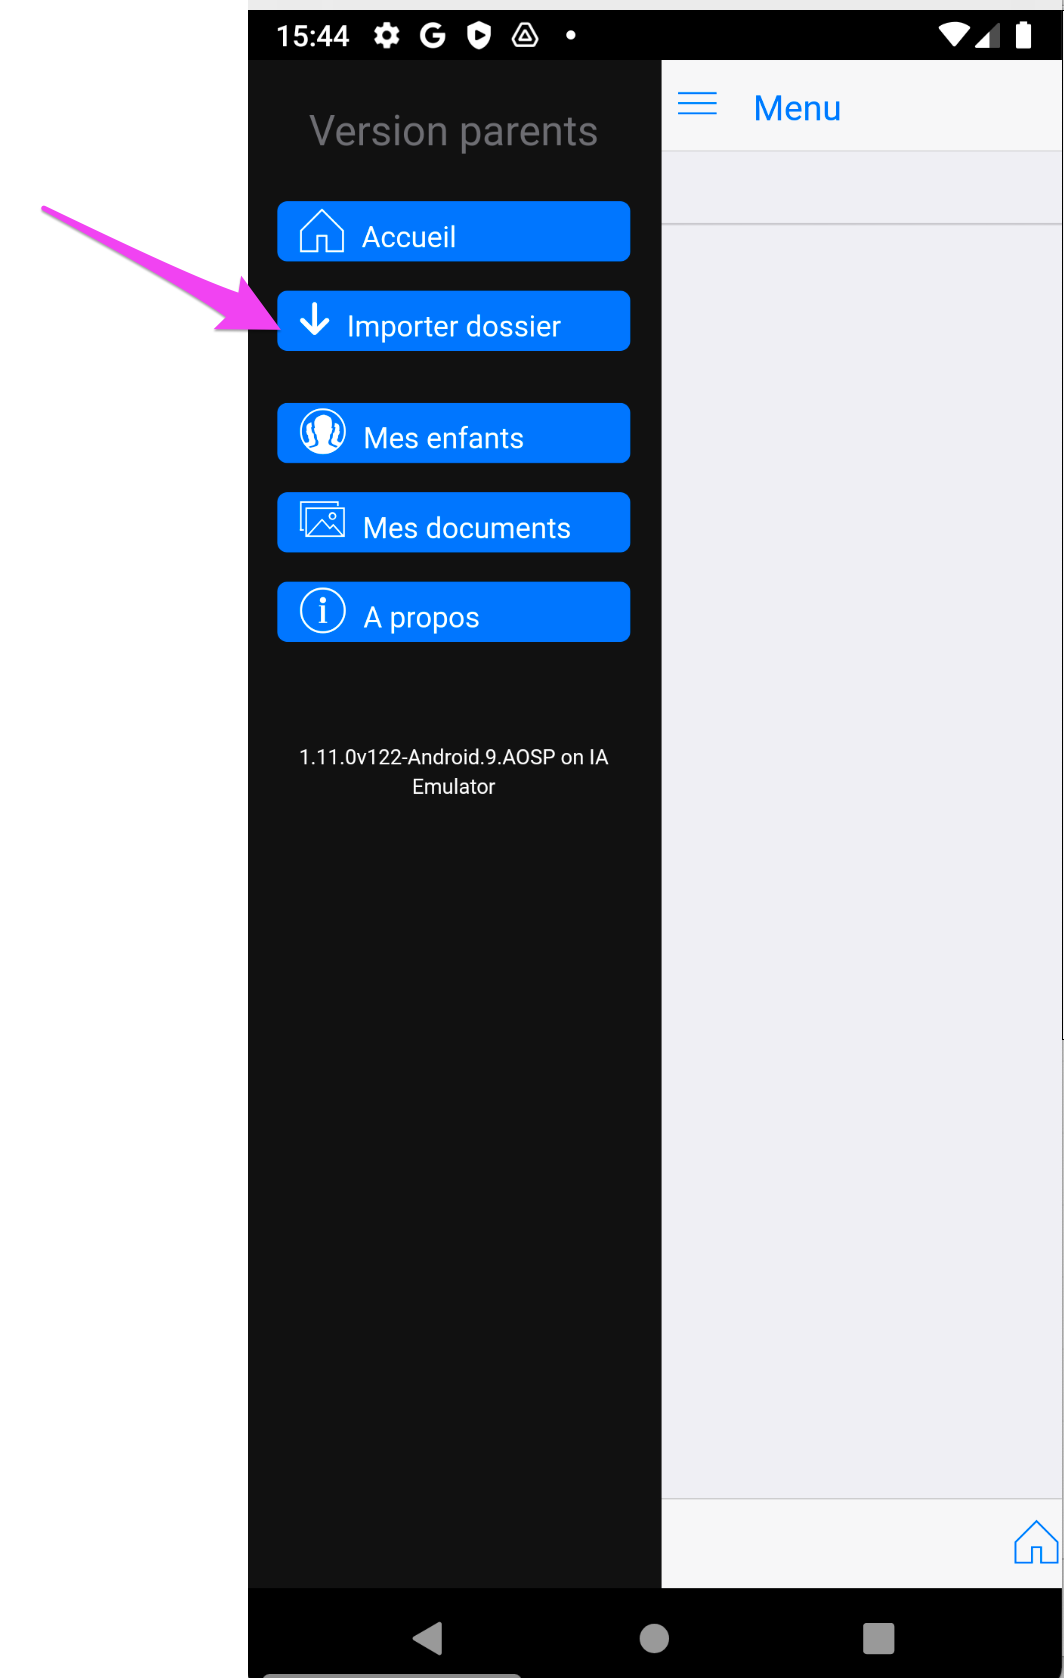 15:44
Version parents
Menu
Accueil
Importer dossier
Mes enfants
Mes documents
A propos
1.11.0v122-Android.9.AOSP on IA
Emulator